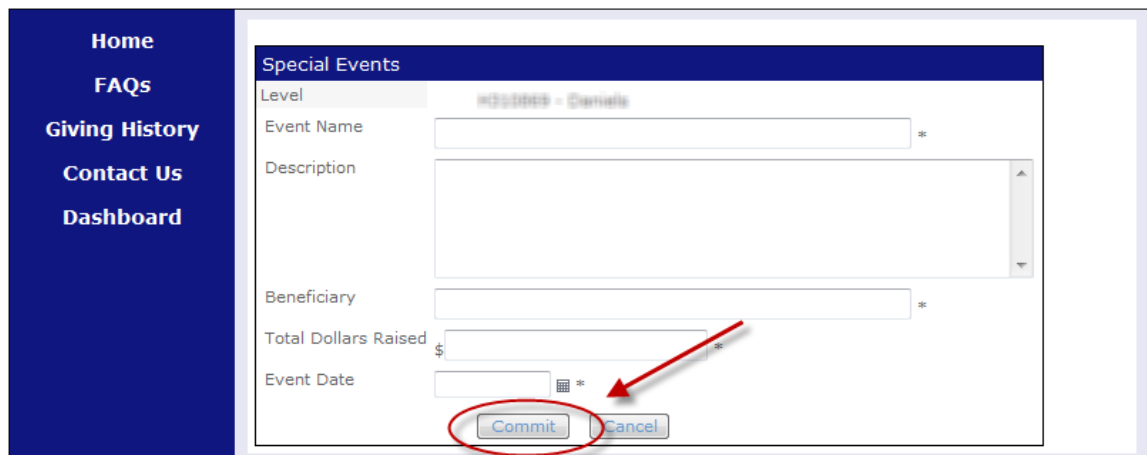 Home
FAQs
Giving History
Contact Us
Dashboard
Special Events
Level
Event Name *
Description
Beneficiary *
Total Dollars Raised $ *
Event Date *
Commit Cancel